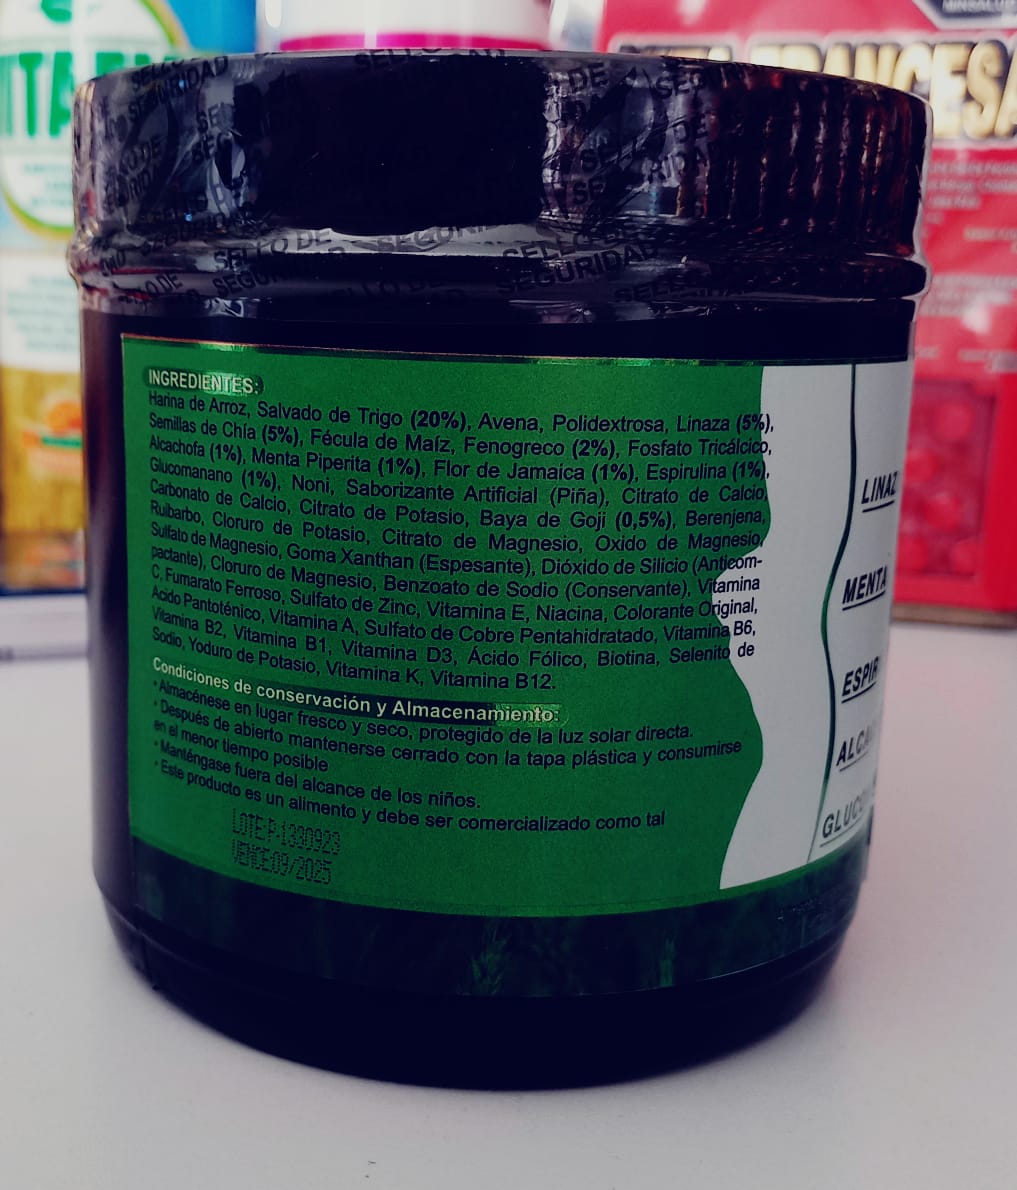 SELLO DE SEGURIDAD
INGREDIENTES:
Harina de Arroz, Salvado de Trigo (20%), Avena, Polidextrosa, Linaza (5%),
Semillas de Chía (5%), Fécula de Maíz, Fenogreco (2%), Fosfato Tricálcico,
Alcachofa (1%), Menta Piperita (1%), Flor de Jamaica (1%), Espirulina (1%),
Glucomanano (1%), Noni, Saborizante Artificial (Piña), Citrato de Calcio,
Carbonato de Calcio, Citrato de Potasio, Baya de Goji (0,5%), Berenjena,
Ruibarbo, Cloruro de Potasio, Citrato de Magnesio, Oxido de Magnesio,
Sulfato de Magnesio, Goma Xanthan (Espesante), Dióxido de Silicio (Anticom-
pactante), Cloruro de Magnesio, Benzoato de Sodio (Conservante), Vitamina
C, Fumarato Ferroso, Sulfato de Zinc, Vitamina E, Niacina, Colorante Original,
Acido Pantoténico, Vitamina A, Sulfato de Cobre Pentahidratado, Vitamina B6,
Vitamina B2, Vitamina B1, Vitamina D3, Ácido Fólico, Biotina, Selenito de
Sodio, Yoduro de Potasio, Vitamina K, Vitamina B12.
Condiciones de conservación y Almacenamiento:
• Almacénese en lugar fresco y seco, protegido de la luz solar directa.
• Después de abierto mantenerse cerrado con la tapa plástica y consumirse
en el menor tiempo posible
• Manténgase fuera del alcance de los niños.
• Este producto es un alimento y debe ser comercializado como tal
LOTE:P-1330923
VENCE:09/2025
LINAZ
MENTA
ESPIR
ALCA
GLUCO